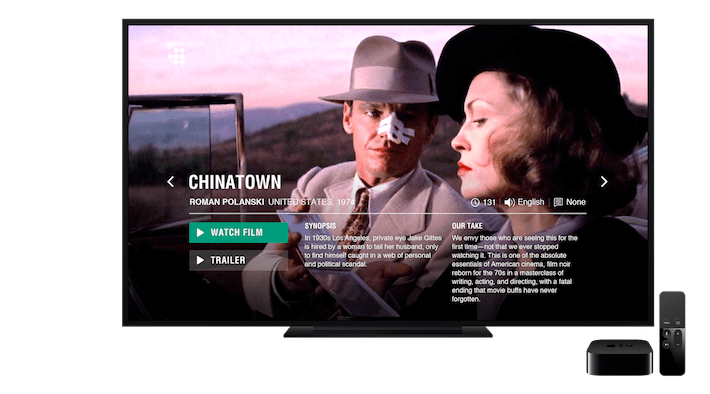 CHINATOWN
ROMAN POLANSKI UNITED STATES, 1974
131 English None
WATCH FILM
TRAILER
SYNOPSIS
In 1930s Los Angeles, private eye Jake Gittes
is hired by a woman to tail her husband, only
to find himself caught in a web of personal
and political scandal.
OUR TAKE
We envy those who are seeing this for the
first time—not that we ever stopped
watching it. This is one of the absolute
essentials of American cinema, film noir
reborn for the 70s in a masterclass of
writing, acting, and directing, with a fatal
ending that movie buffs have never
forgotten.
tv